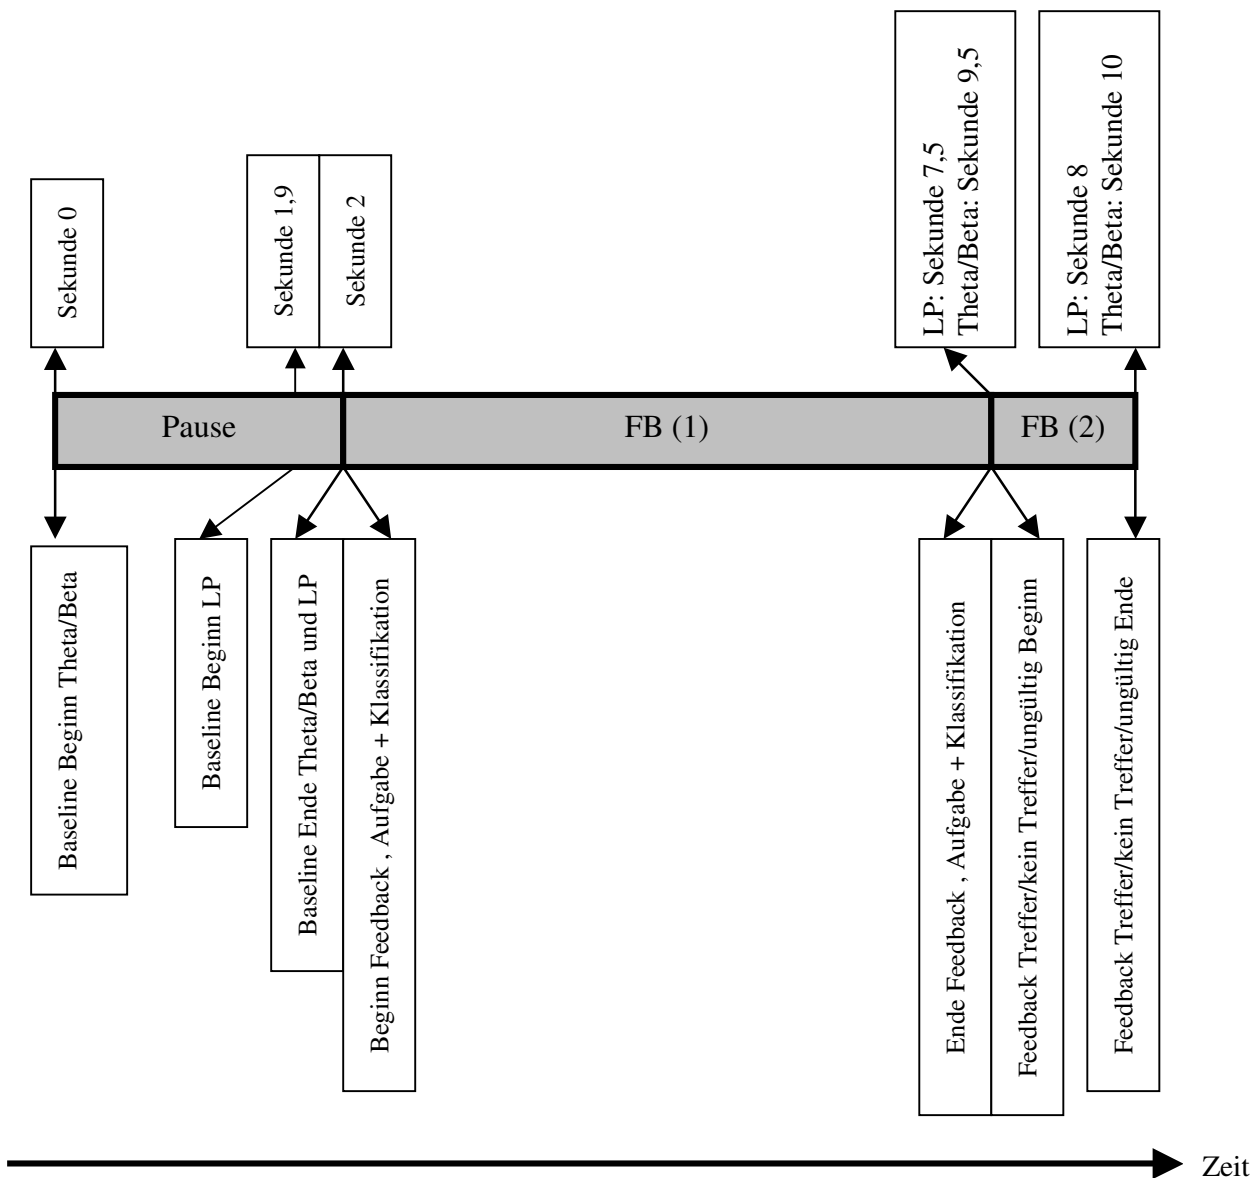 Sekunde 0
Sekunde 1,9
Sekunde 2
LP: Sekunde 7,5
Theta/Beta: Sekunde 9,5
LP: Sekunde 8
Theta/Beta: Sekunde 10
Pause
FB (1)
FB (2)
Baseline Beginn Theta/Beta
Baseline Beginn LP
Baseline Ende Theta/Beta und LP
Beginn Feedback , Aufgabe + Klassifikation
Ende Feedback , Aufgabe + Klassifikation
Feedback Treffer/kein Treffer/ungültig Beginn
Feedback Treffer/kein Treffer/ungültig Ende
Zeit